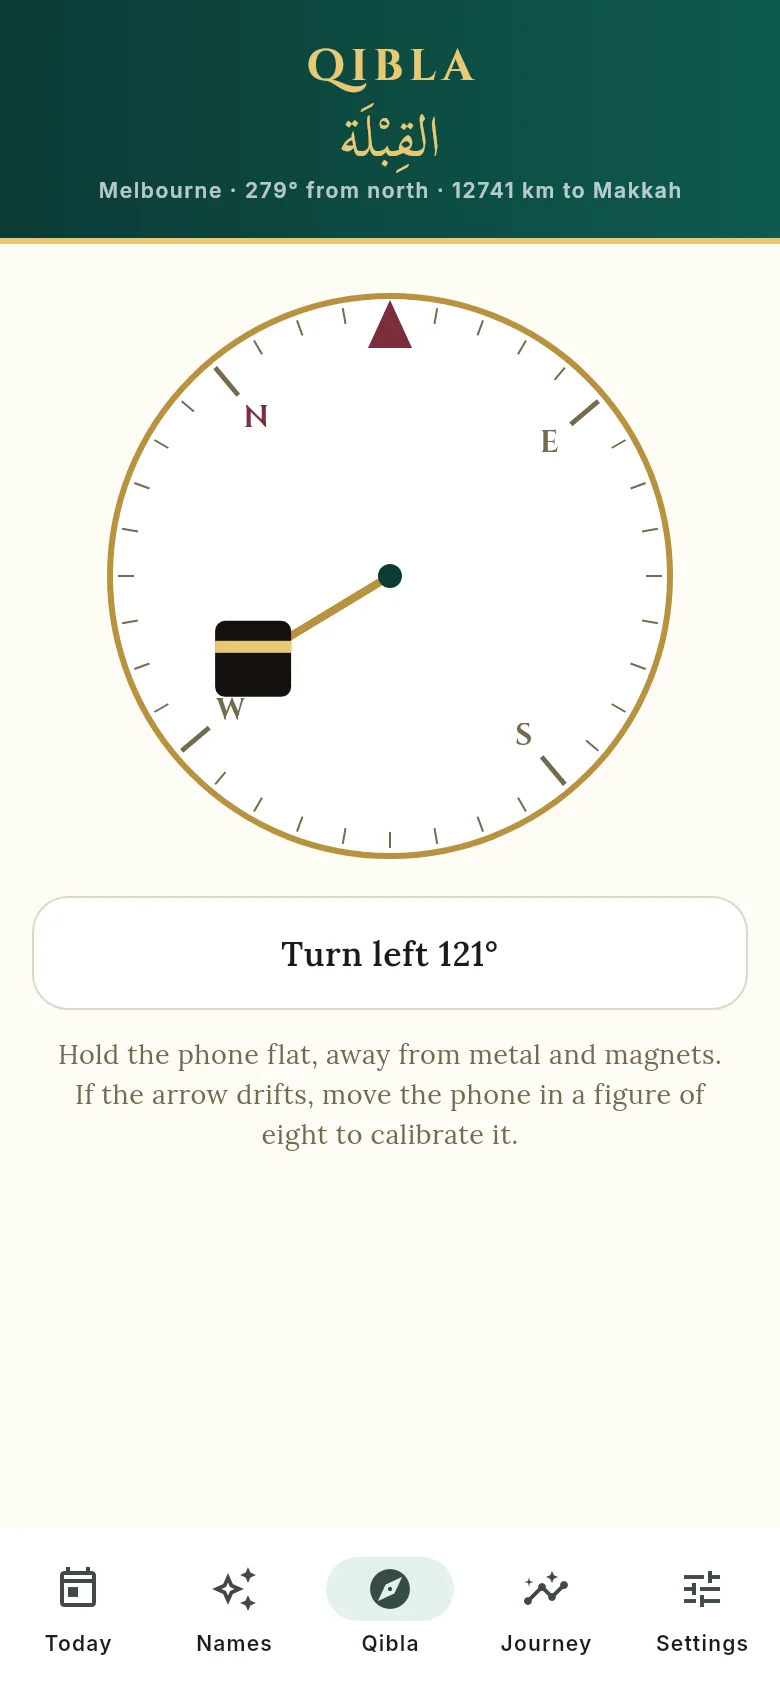 QIBLA
القِبْلَة
Melbourne · 279° from north · 12741 km to Makkah
N
E
W
S
Turn left 121°
Hold the phone flat, away from metal and magnets.
If the arrow drifts, move the phone in a figure of
eight to calibrate it.
Today
Names
Qibla
Journey
Settings